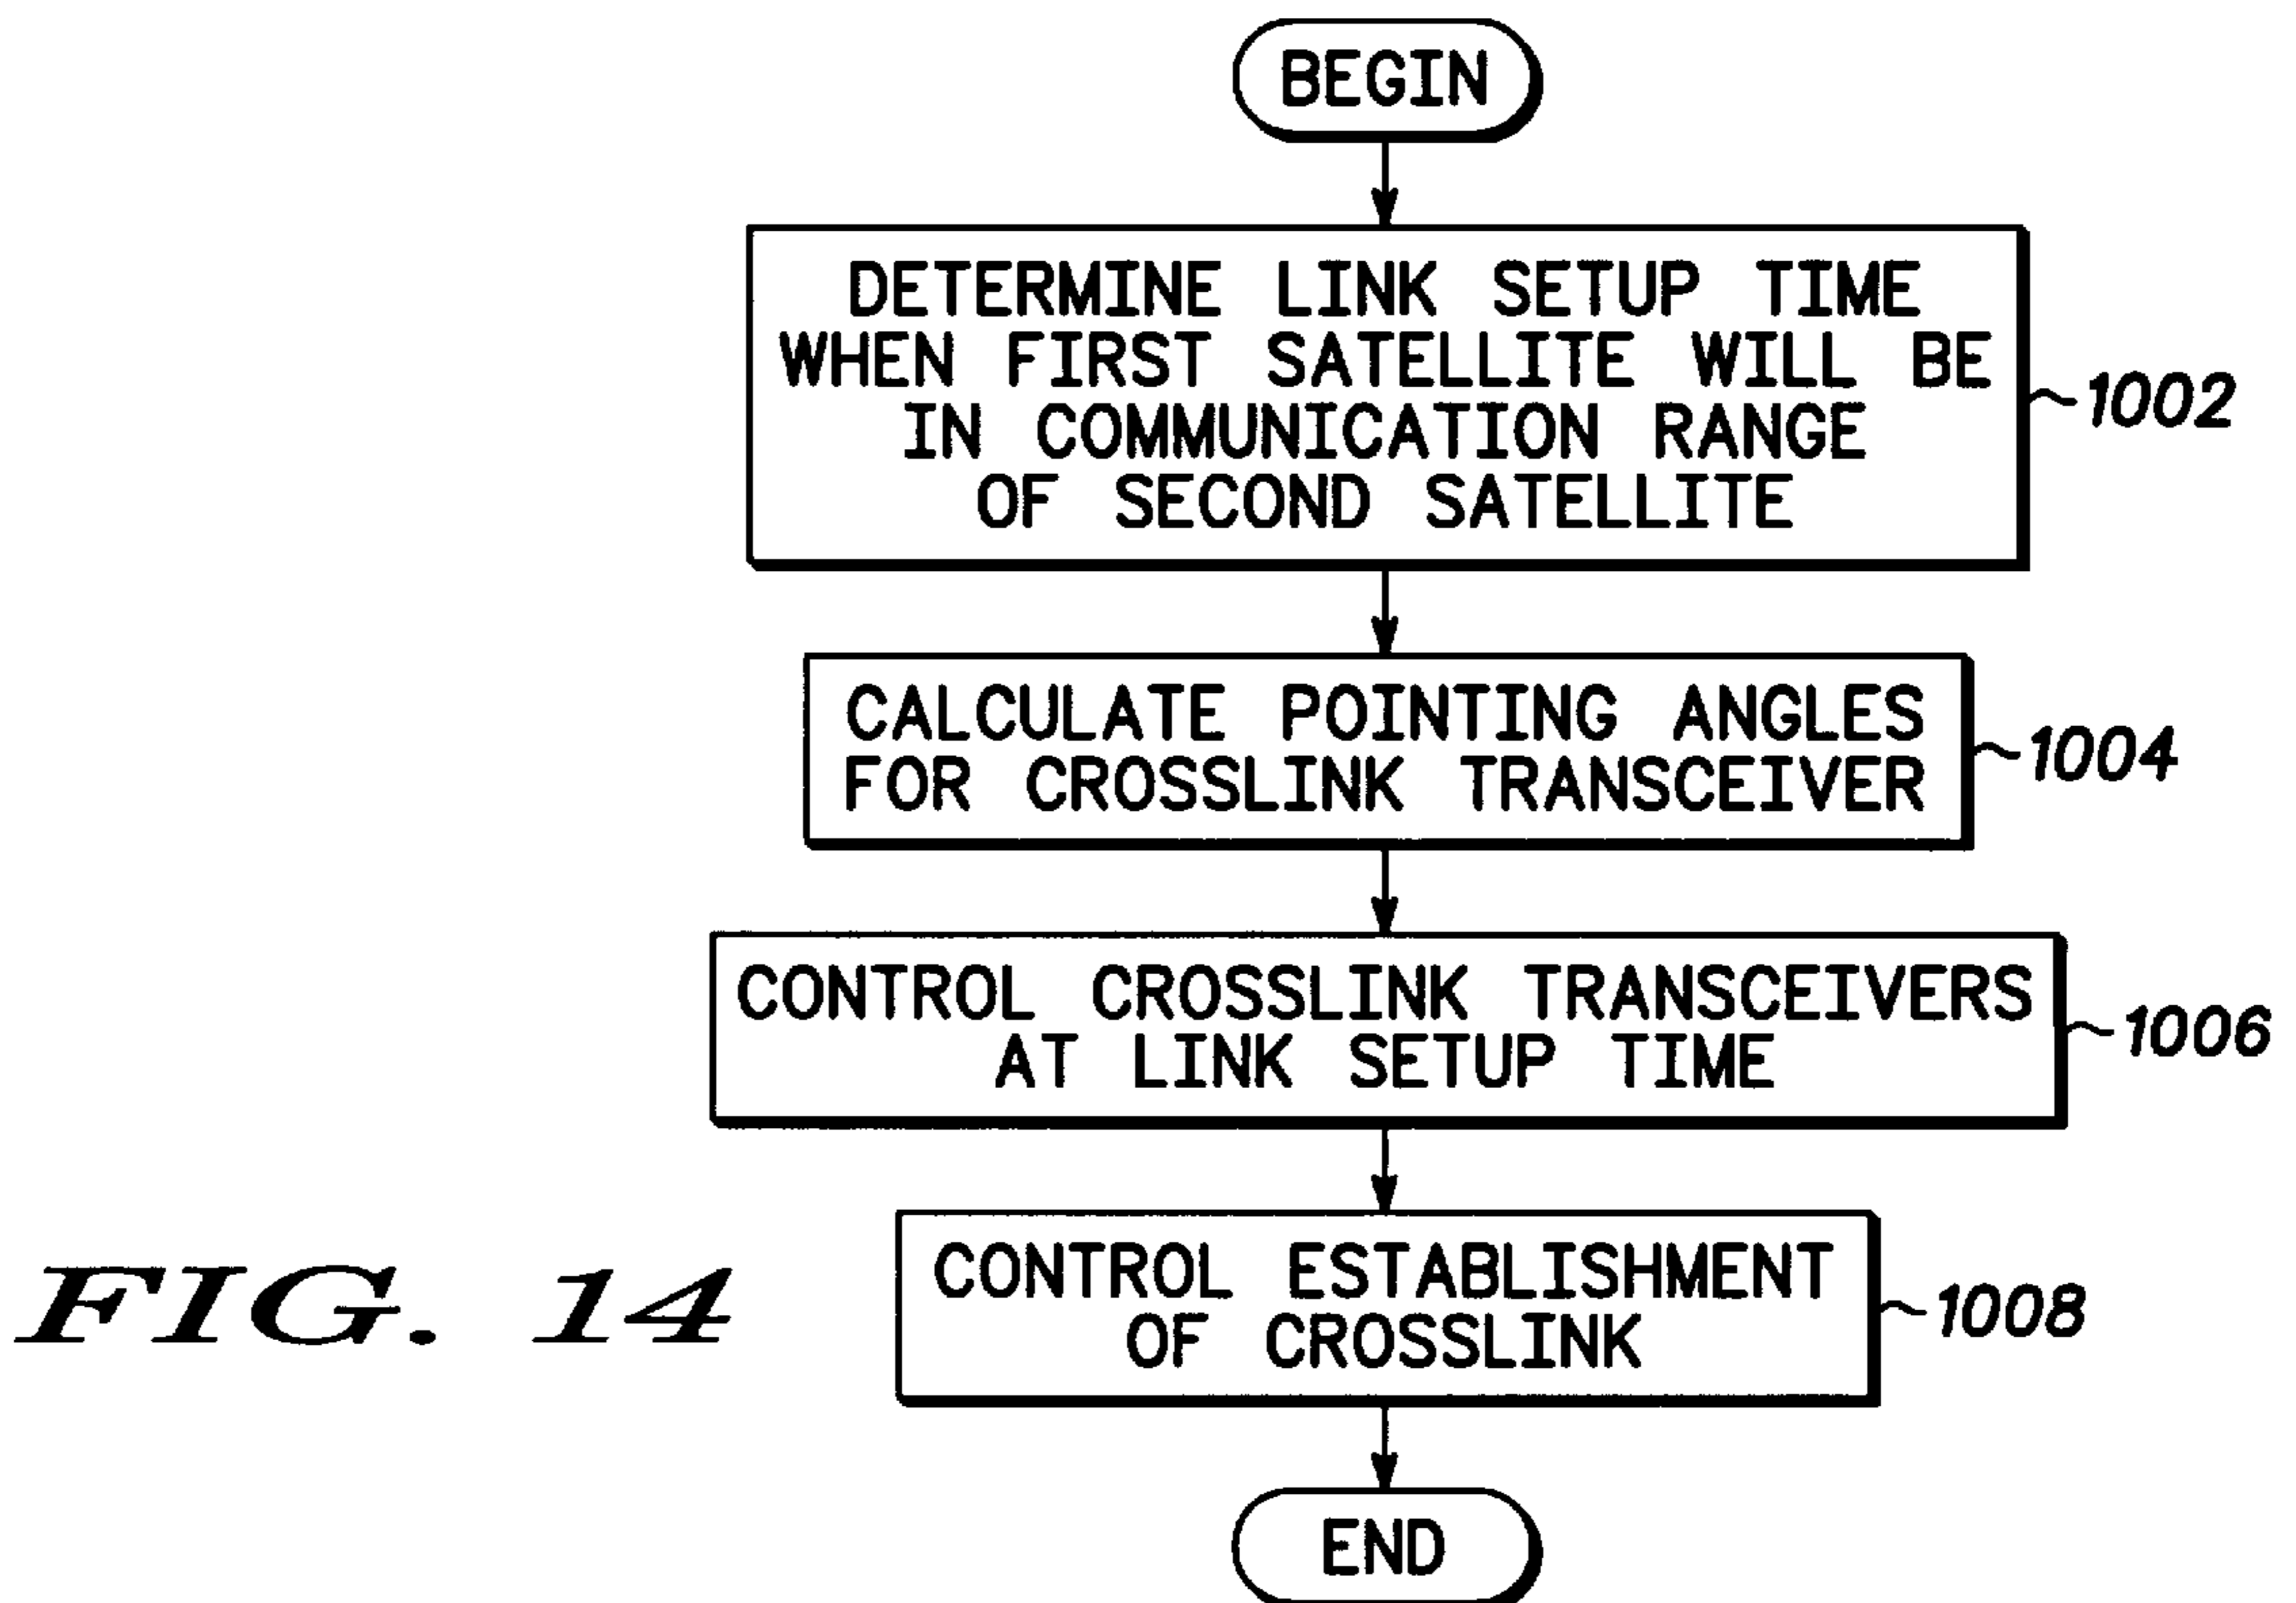 BEGIN
DETERMINE LINK SETUP TIME
WHEN FIRST SATELLITE WILL BE
IN COMMUNICATION RANGE
OF SECOND SATELLITE
1002
CALCULATE POINTING ANGLES
FOR CROSSLINK TRANSCEIVER
1004
CONTROL CROSSLINK TRANSCEIVERS
AT LINK SETUP TIME
1006
CONTROL ESTABLISHMENT
OF CROSSLINK
1008
FIG. 14
END